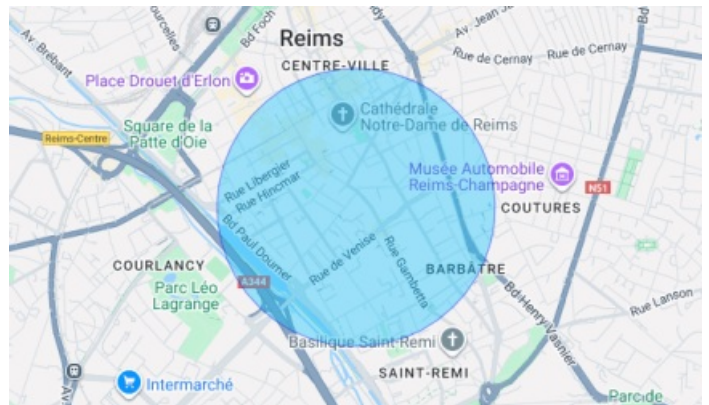 Reims
CENTRE-VILLE
Bd Foch
Av. Brébant
Av. Jean Ja
Rue de Cernay
Rue de Cernay
Place Drouet d'Erlon
Cathédrale
Notre-Dame de Reims
Square de la
Patte d'Oie
Reims-Centre
Musée Automobile
Reims-Champagne
N51
COUTURES
Rue Libergier
Rue Hincmar
Bd Paul Doumer
Rue de Venise
Rue Gambetta
COURLANCY
A344
BARBÂTRE
Parc Léo
Lagrange
Bd Henry Vasnier
Rue Lanson
Basilique Saint-Remi
SAINT-REMI
Intermarché
Parc de